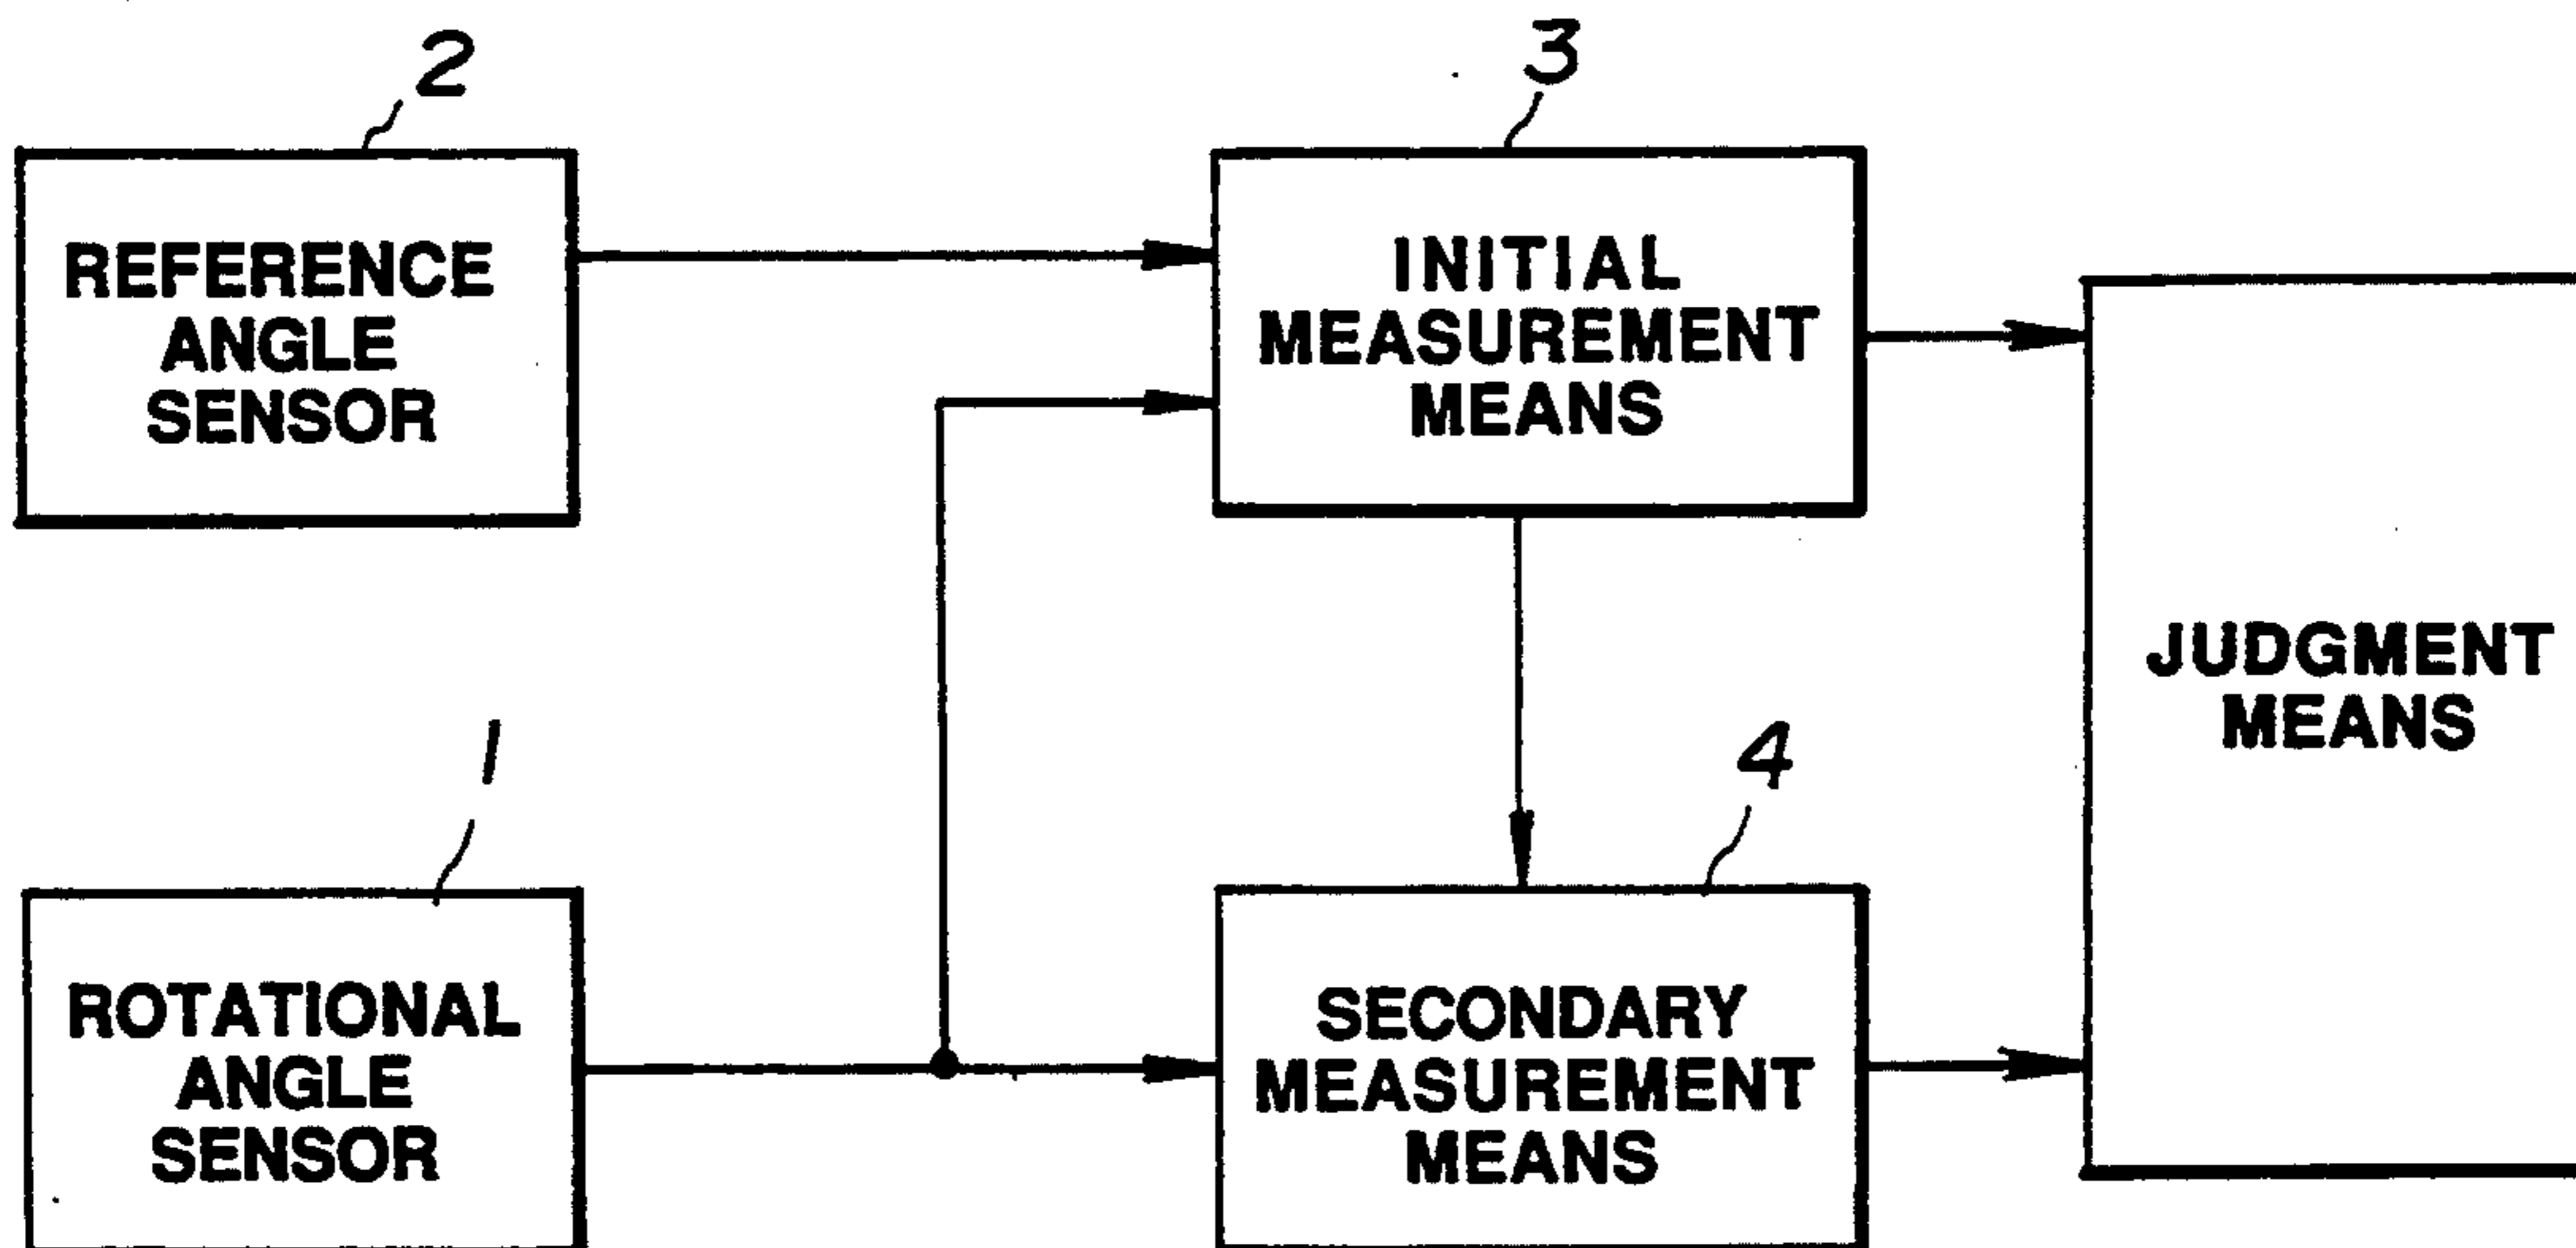 2
3
REFERENCE
ANGLE
SENSOR
INITIAL
MEASUREMENT
MEANS
JUDGMENT
MEANS
1
4
ROTATIONAL
ANGLE
SENSOR
SECONDARY
MEASUREMENT
MEANS